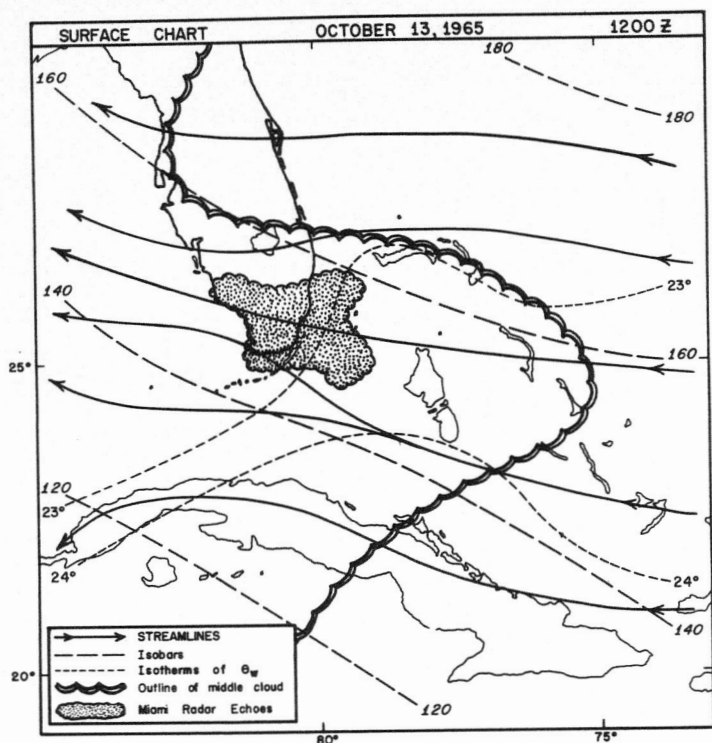 SURFACE CHART OCTOBER 13, 1965 1200 Z
180
160
180
140
23°
160
25°
120
23°
24°
24°
140
STREAMLINES
Isobars
Isotherms of θw
Outline of middle cloud
Miami Radar Echoes
20°
120
80°
75°